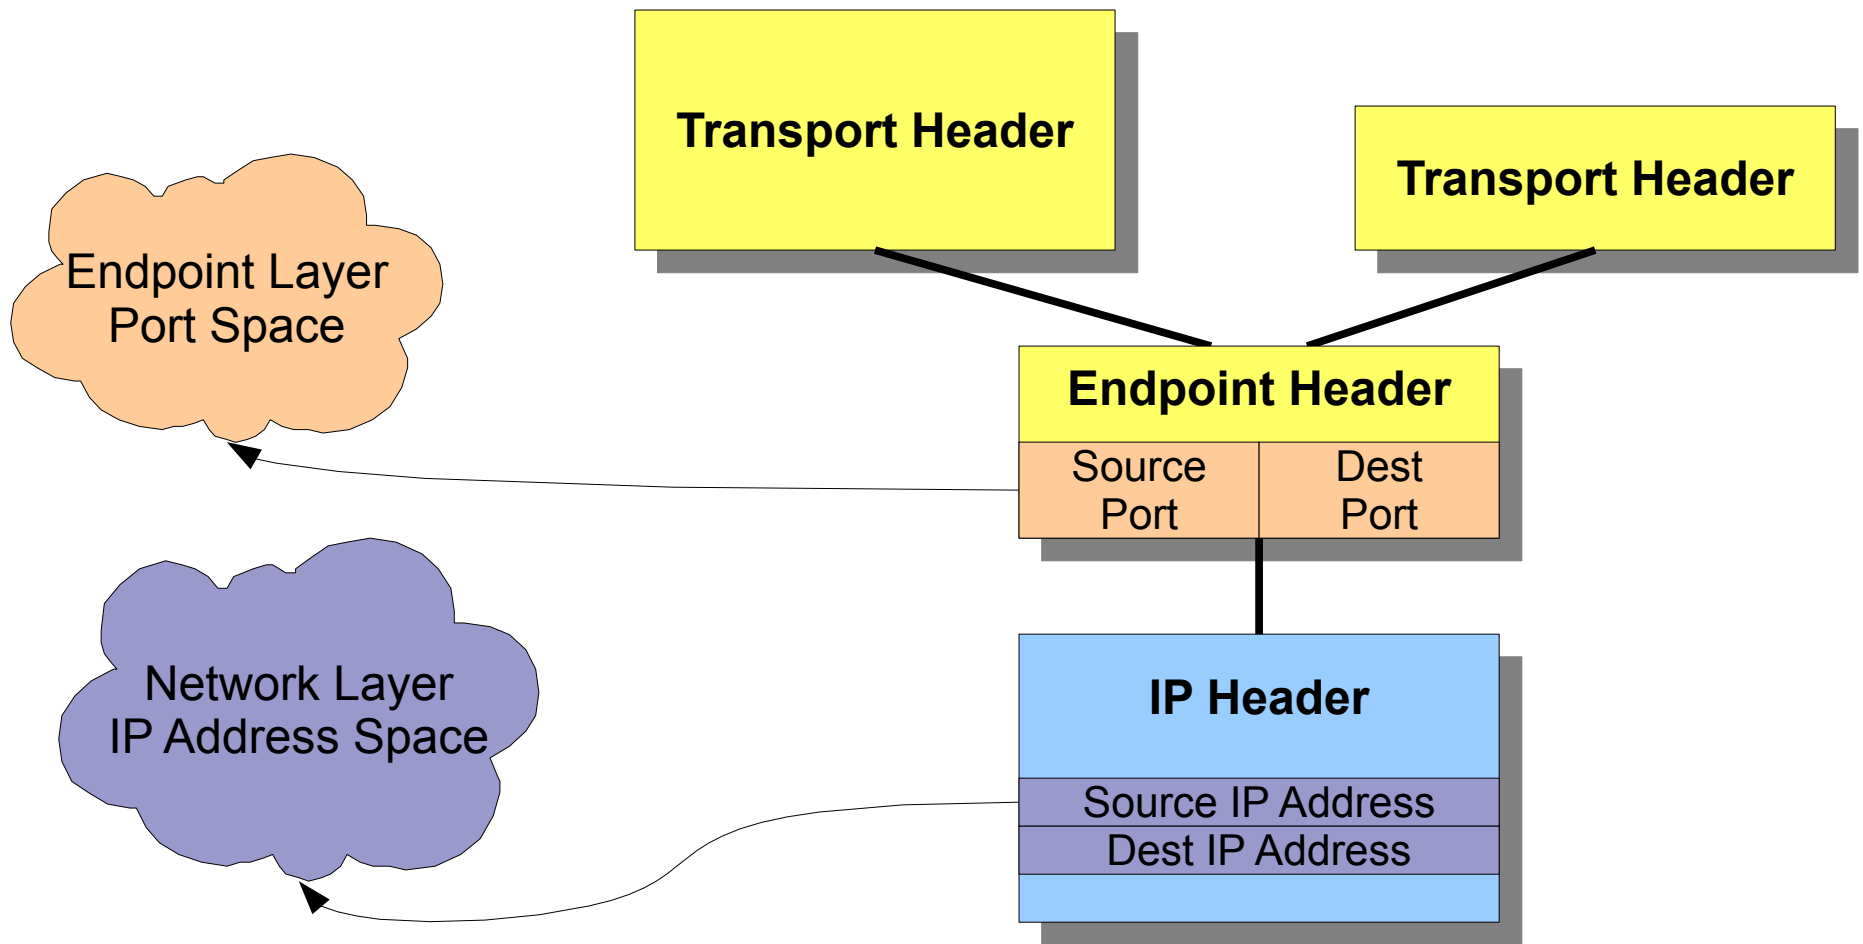 Transport Header
Transport Header
Endpoint Layer
Port Space
Endpoint Header
Source
Port
Dest
Port
Network Layer
IP Address Space
IP Header
Source IP Address
Dest IP Address